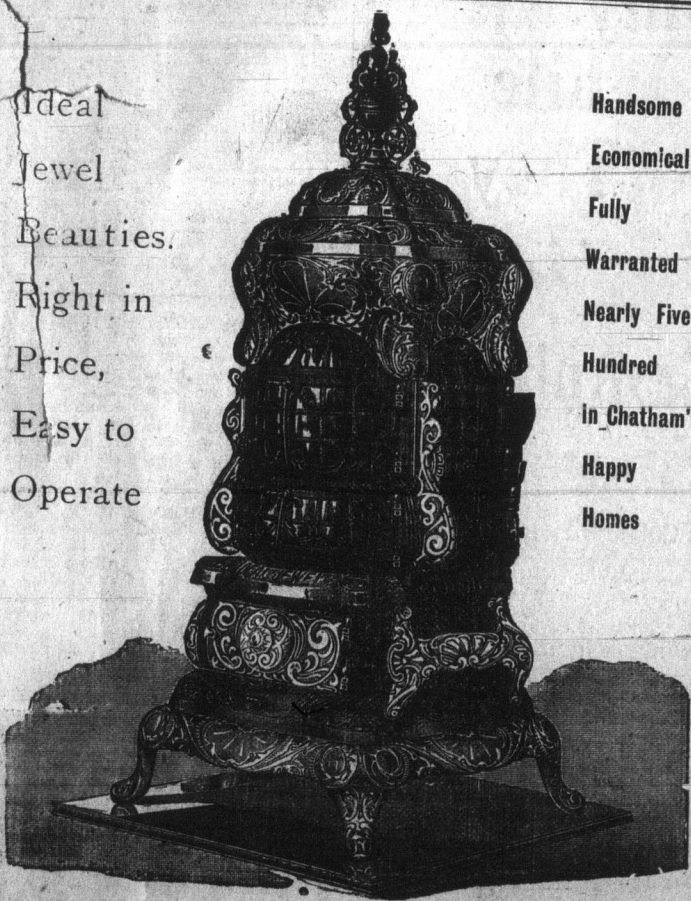 Ideal
Jewel
Beauties.
Right in
Price,
Easy to
Operate
Handsome
Economical
Fully
Warranted
Nearly Five
Hundred
in Chatham'
Happy
Homes